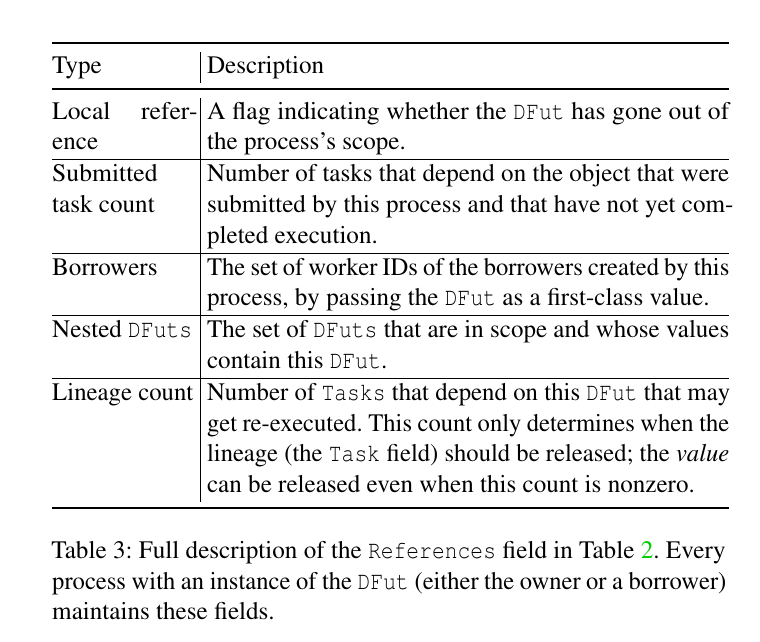 Type Description
Local refer- A flag indicating whether the DFut has gone out of
ence the process's scope.
Submitted Number of tasks that depend on the object that were
task count submitted by this process and that have not yet com-
pleted execution.
Borrowers The set of worker IDs of the borrowers created by this
process, by passing the DFut as a first-class value.
Nested DFuts The set of DFuts that are in scope and whose values
contain this DFut.
Lineage count Number of Tasks that depend on this DFut that may
get re-executed. This count only determines when the
lineage (the Task field) should be released; the value
can be released even when this count is nonzero.
Table 3: Full description of the References field in Table 2. Every
process with an instance of the DFut (either the owner or a borrower)
maintains these fields.